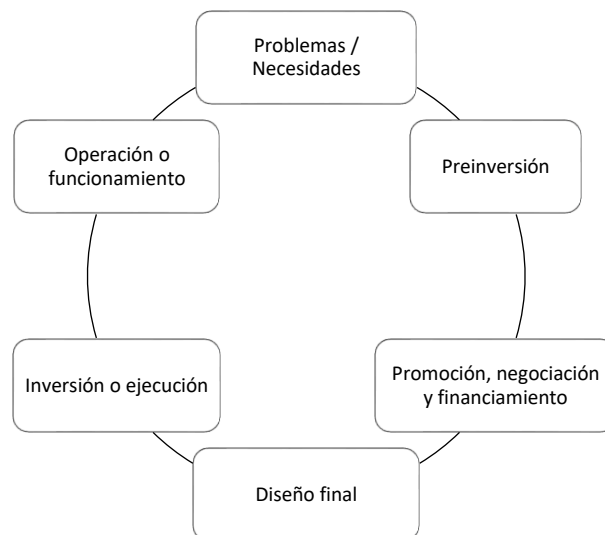 Problemas /
Necesidades
Preinversión
Promoción, negociación
y financiamiento
Diseño final
Inversión o ejecución
Operación o
funcionamiento